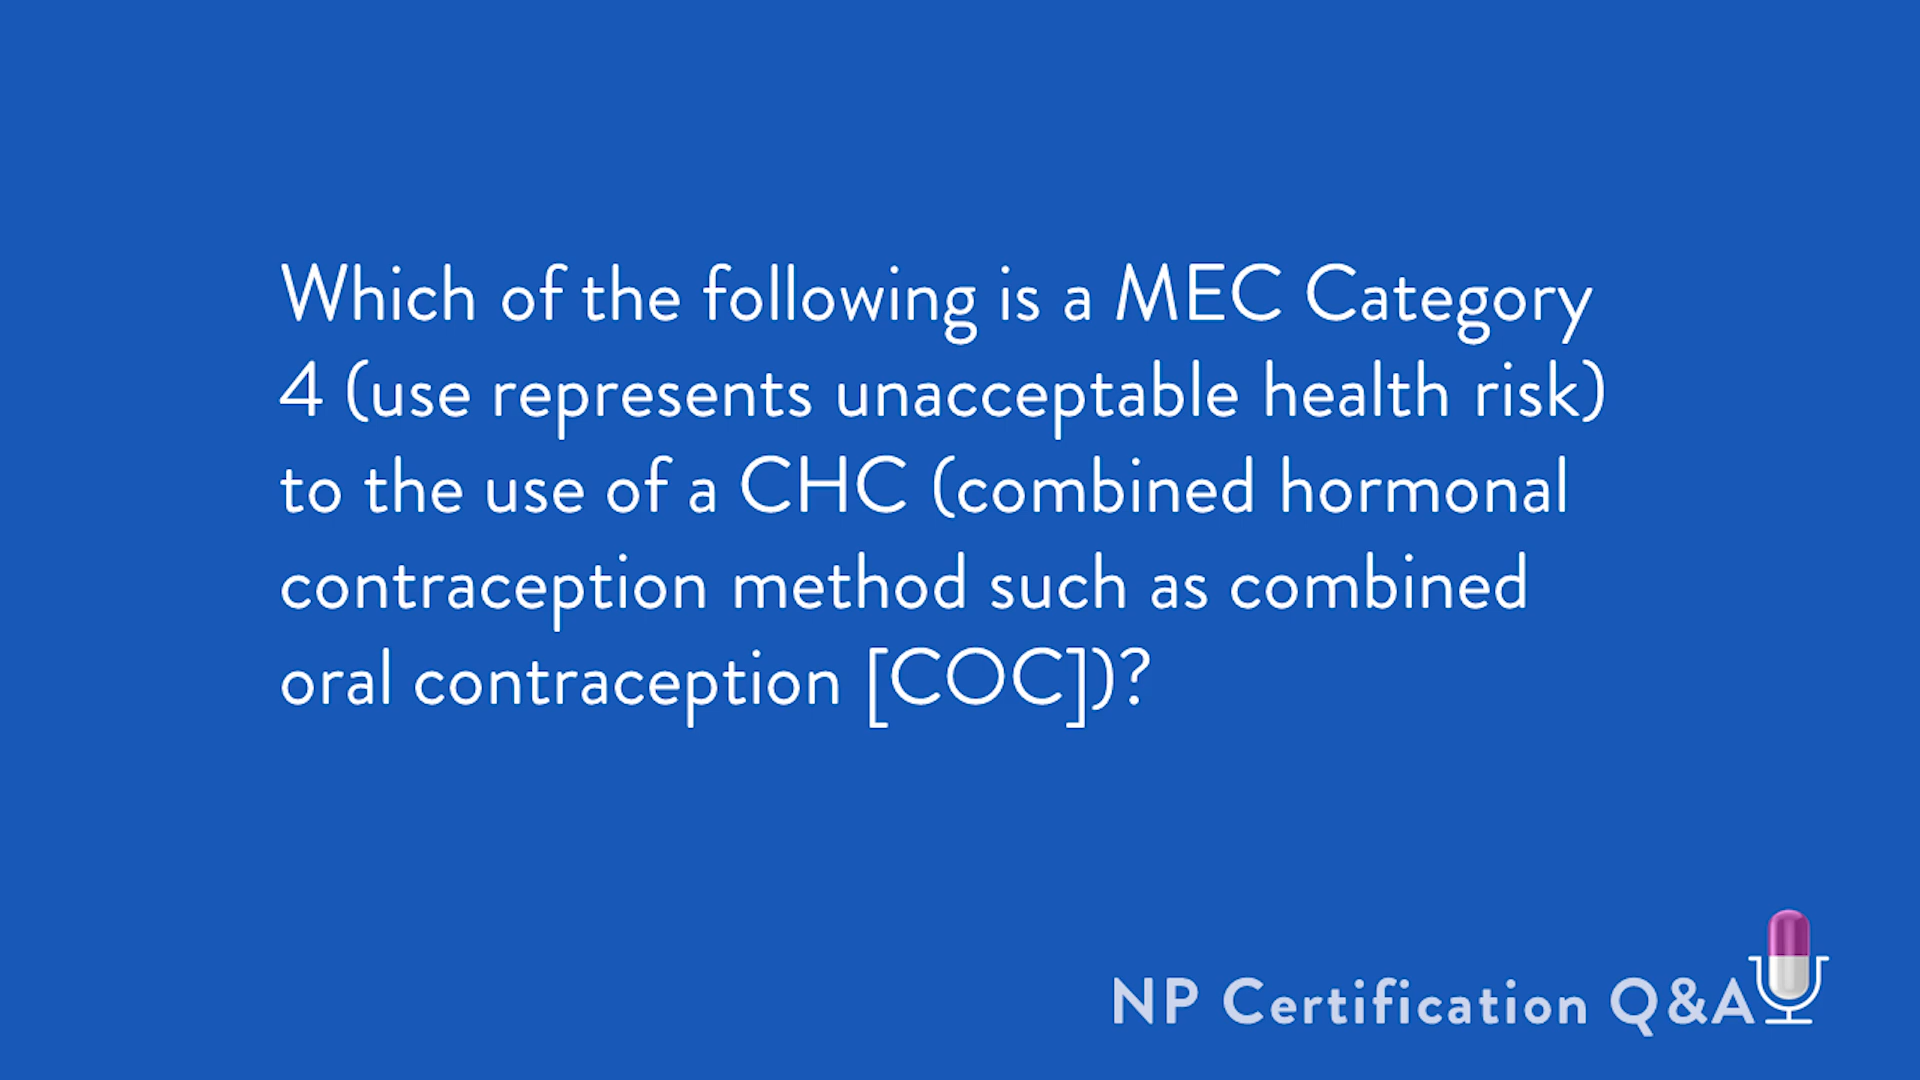 Which of the following is a MEC Category
4 (use represents unacceptable health risk)
to the use of a CHC (combined hormonal
contraception method such as combined
oral contraception [COC])?
NP Certification Q&A